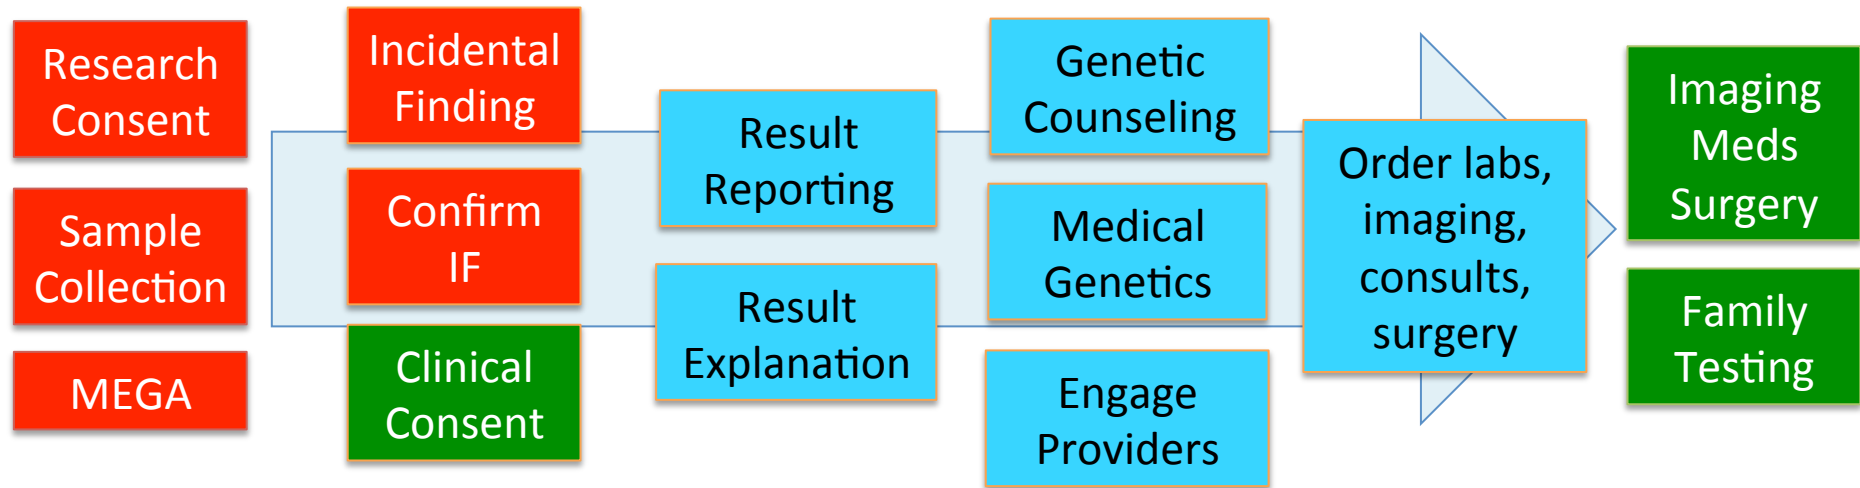 Research
Consent
Sample
Collection
MEGA
Incidental
Finding
Confirm
IF
Clinical
Consent
Result
Reporting
Result
Explanation
Genetic
Counseling
Medical
Genetics
Engage
Providers
Order labs,
imaging,
consults,
surgery
Imaging
Meds
Surgery
Family
Testing